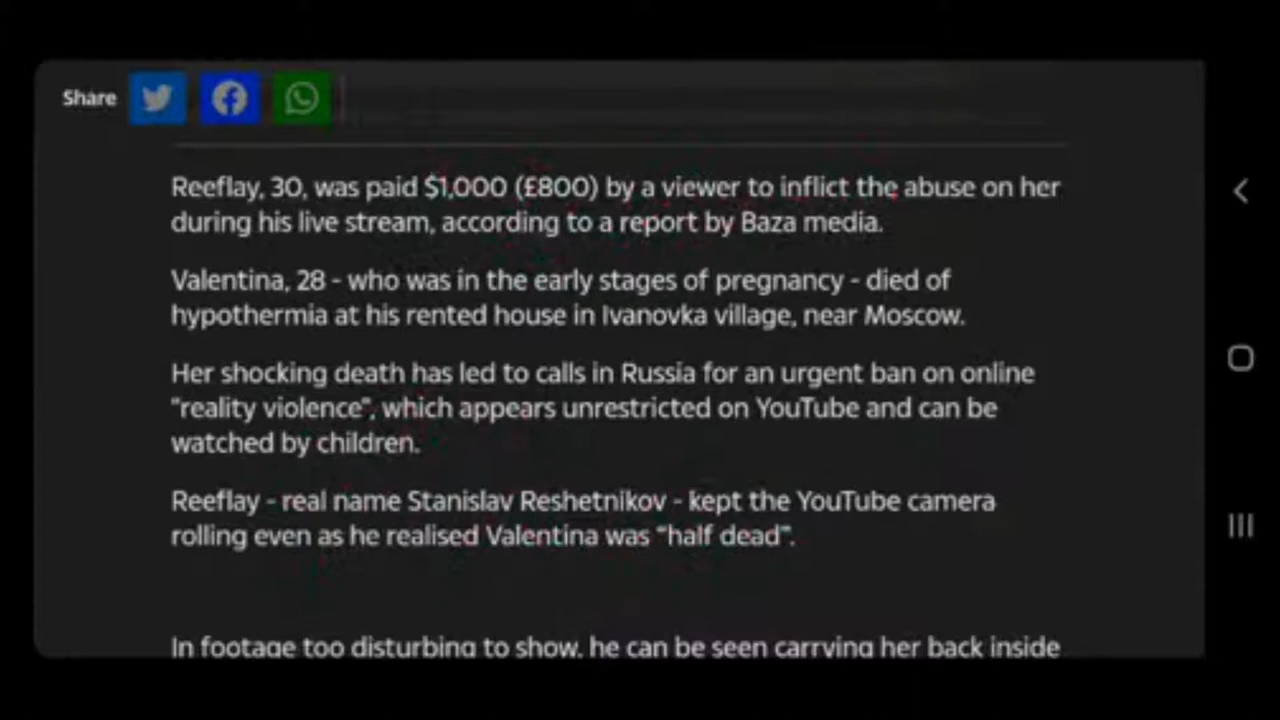 Share
Reeflay, 30, was paid $1,000 (£800) by a viewer to inflict the abuse on her
during his live stream, according to a report by Baza media.
Valentina, 28 - who was in the early stages of pregnancy - died of
hypothermia at his rented house in Ivanovka village, near Moscow.
Her shocking death has led to calls in Russia for an urgent ban on online
"reality violence", which appears unrestricted on YouTube and can be
watched by children.
Reeflay - real name Stanislav Reshetnikov - kept the YouTube camera
rolling even as he realised Valentina was "half dead".
In footage too disturbing to show, he can be seen carrying her back inside